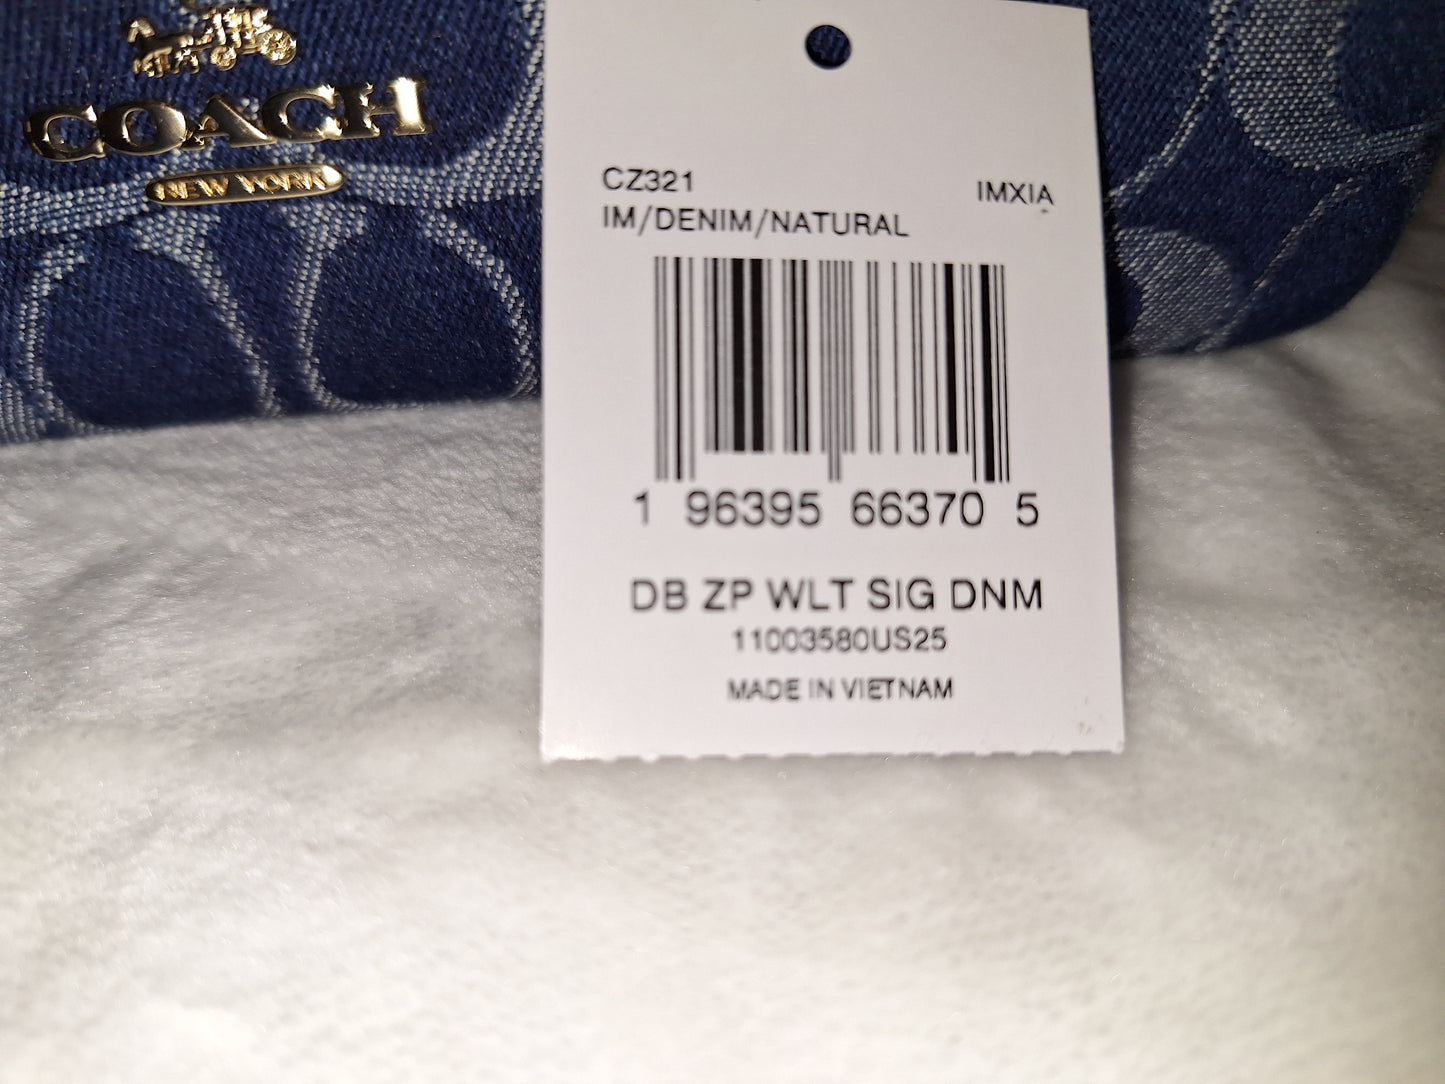 COACH
NEW YORK
CZ321
IMXIA
IM/DENIM/NATURAL
1 96395 66370 5
DB ZP WLT SIG DNM
11003580US25
MADE IN VIETNAM